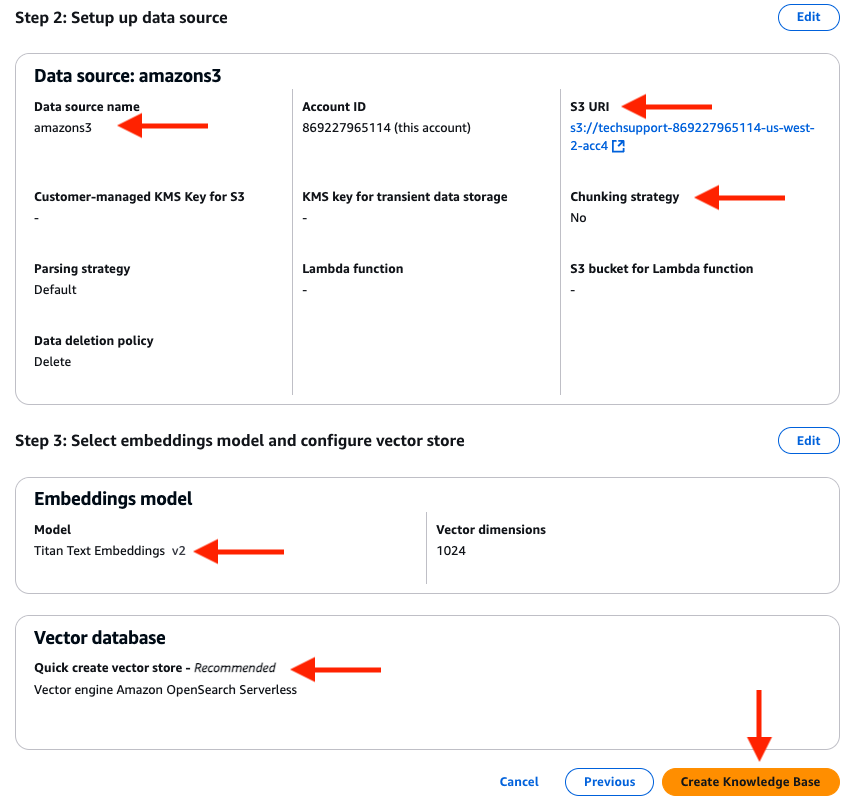 Step 2: Setup up data source
Edit
Data source: amazons3
Data source name
amazons3
Account ID
869227965114 (this account)
S3 URI
s3://techsupport-869227965114-us-west-
2-acc4
Customer-managed KMS Key for S3
-
KMS key for transient data storage
-
Chunking strategy
No
Parsing strategy
Default
Lambda function
-
S3 bucket for Lambda function
-
Data deletion policy
Delete
Step 3: Select embeddings model and configure vector store
Edit
Embeddings model
Model
Titan Text Embeddings v2
Vector dimensions
1024
Vector database
Quick create vector store - Recommended
Vector engine Amazon OpenSearch Serverless
Cancel
Previous
Create Knowledge Base